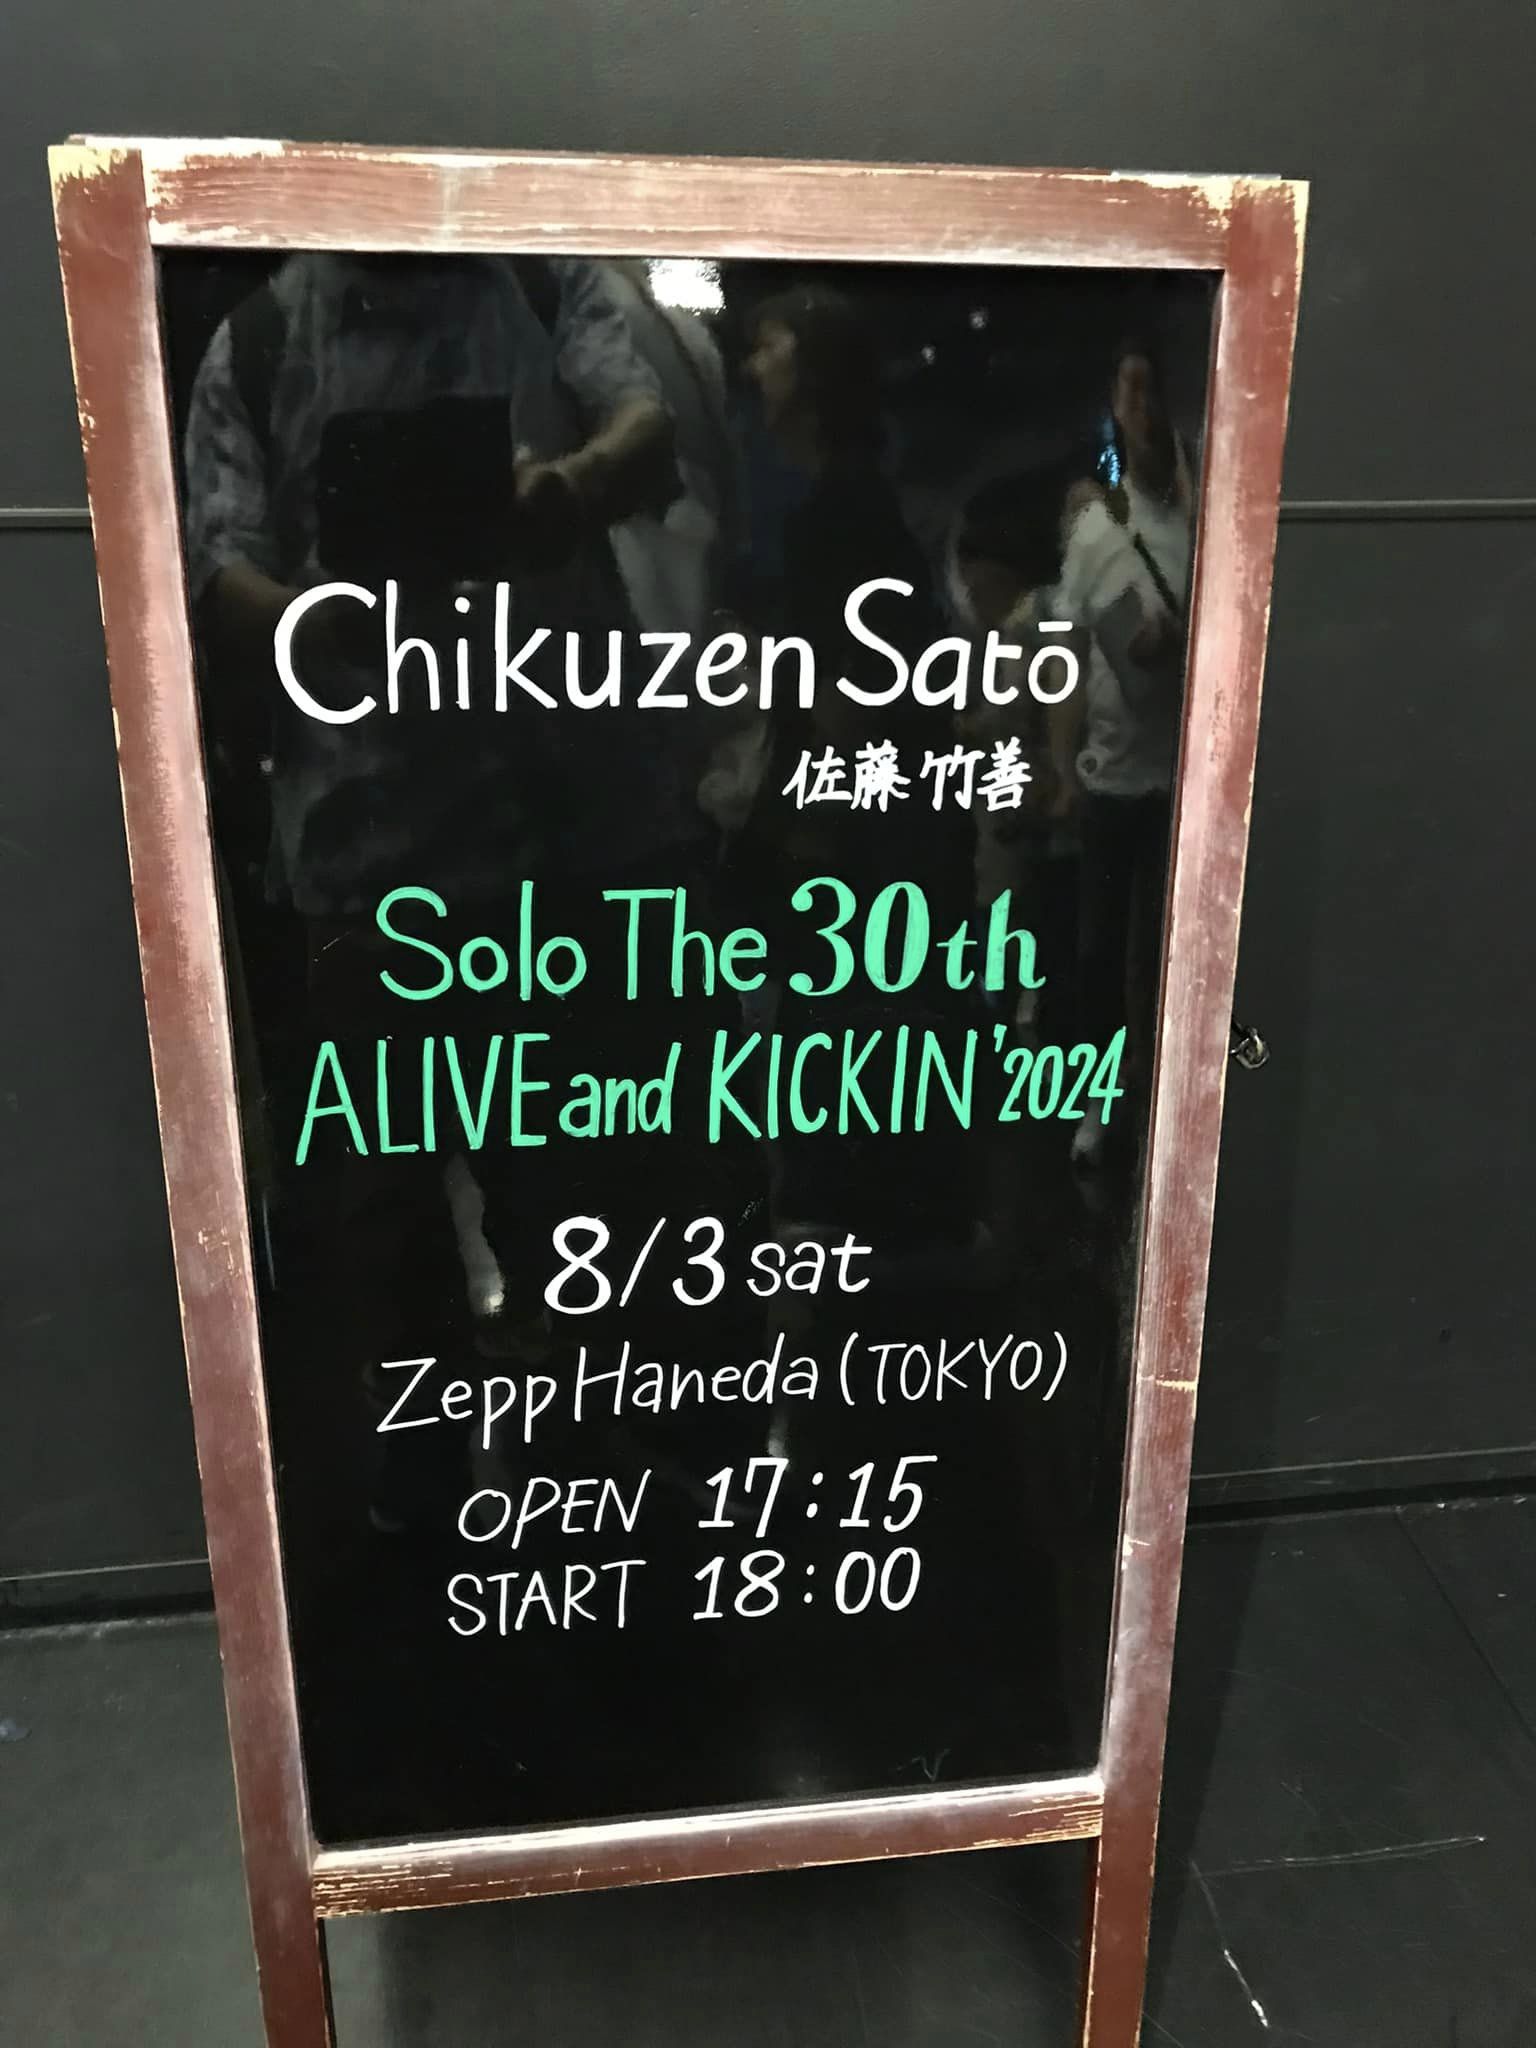 Chikuzen Satō
佐藤 竹善
Solo The 30th
ALIVE and KICKIN '2024
8/3 sat
Zepp Haneda (TOKYO)
OPEN 17:15
START 18:00